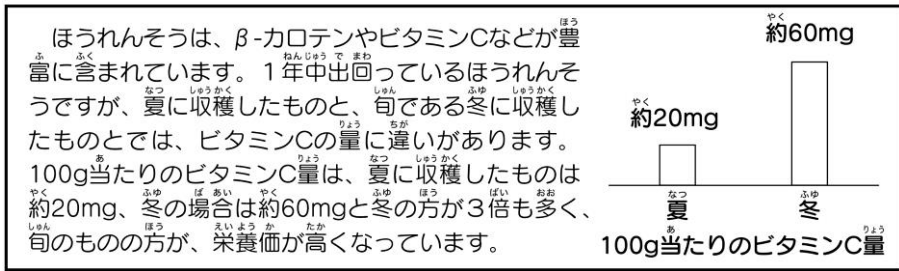 ほうれんそうは、β-カロテンやビタミンCなどが豊
富に含まれています。1年中出回っているほうれんそ
うですが、夏に収穫したものと、旬である冬に収穫し
たものとでは、ビタミンCの量に違いがあります。
100g当たりのビタミンC量は、夏に収穫したものは
約20mg、冬の場合は約60mgと冬の方が3倍も多く、
旬のものの方が、栄養価が高くなっています。
約60mg
約20mg
夏 冬
100g当たりのビタミンC量